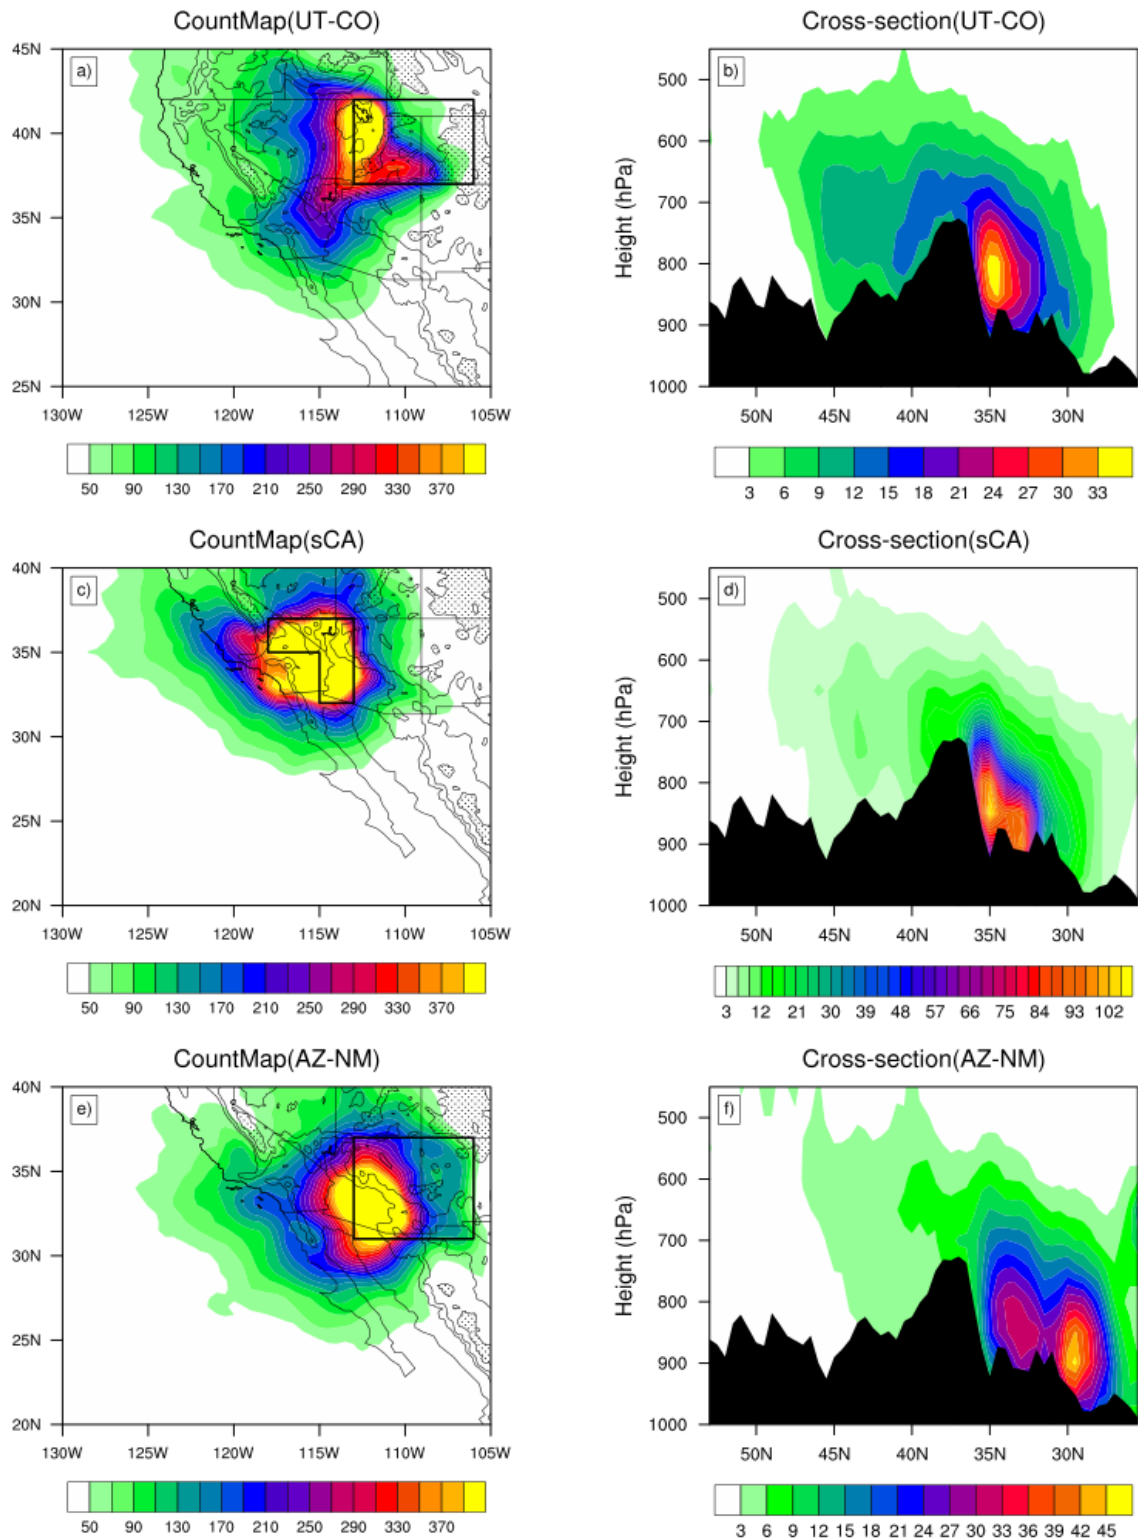 CountMap(UT-CO)
Cross-section(UT-CO)
a)
45N
40N
35N
30N
25N
130W 125W 120W 115W 110W 105W
50 90 130 170 210 250 290 330 370
b)
Height (hPa)
500
600
700
800
900
1000
50N 45N 40N 35N 30N
3 6 9 12 15 18 21 24 27 30 33
CountMap(sCA)
Cross-section(sCA)
c)
40N
35N
30N
25N
20N
130W 125W 120W 115W 110W 105W
50 90 130 170 210 250 290 330 370
d)
Height (hPa)
500
600
700
800
900
1000
50N 45N 40N 35N 30N
3 12 21 30 39 48 57 66 75 84 93 102
CountMap(AZ-NM)
Cross-section(AZ-NM)
e)
40N
35N
30N
25N
20N
130W 125W 120W 115W 110W 105W
50 90 130 170 210 250 290 330 370
f)
Height (hPa)
500
600
700
800
900
1000
50N 45N 40N 35N 30N
3 6 9 12 15 18 21 24 27 30 33 36 39 42 45